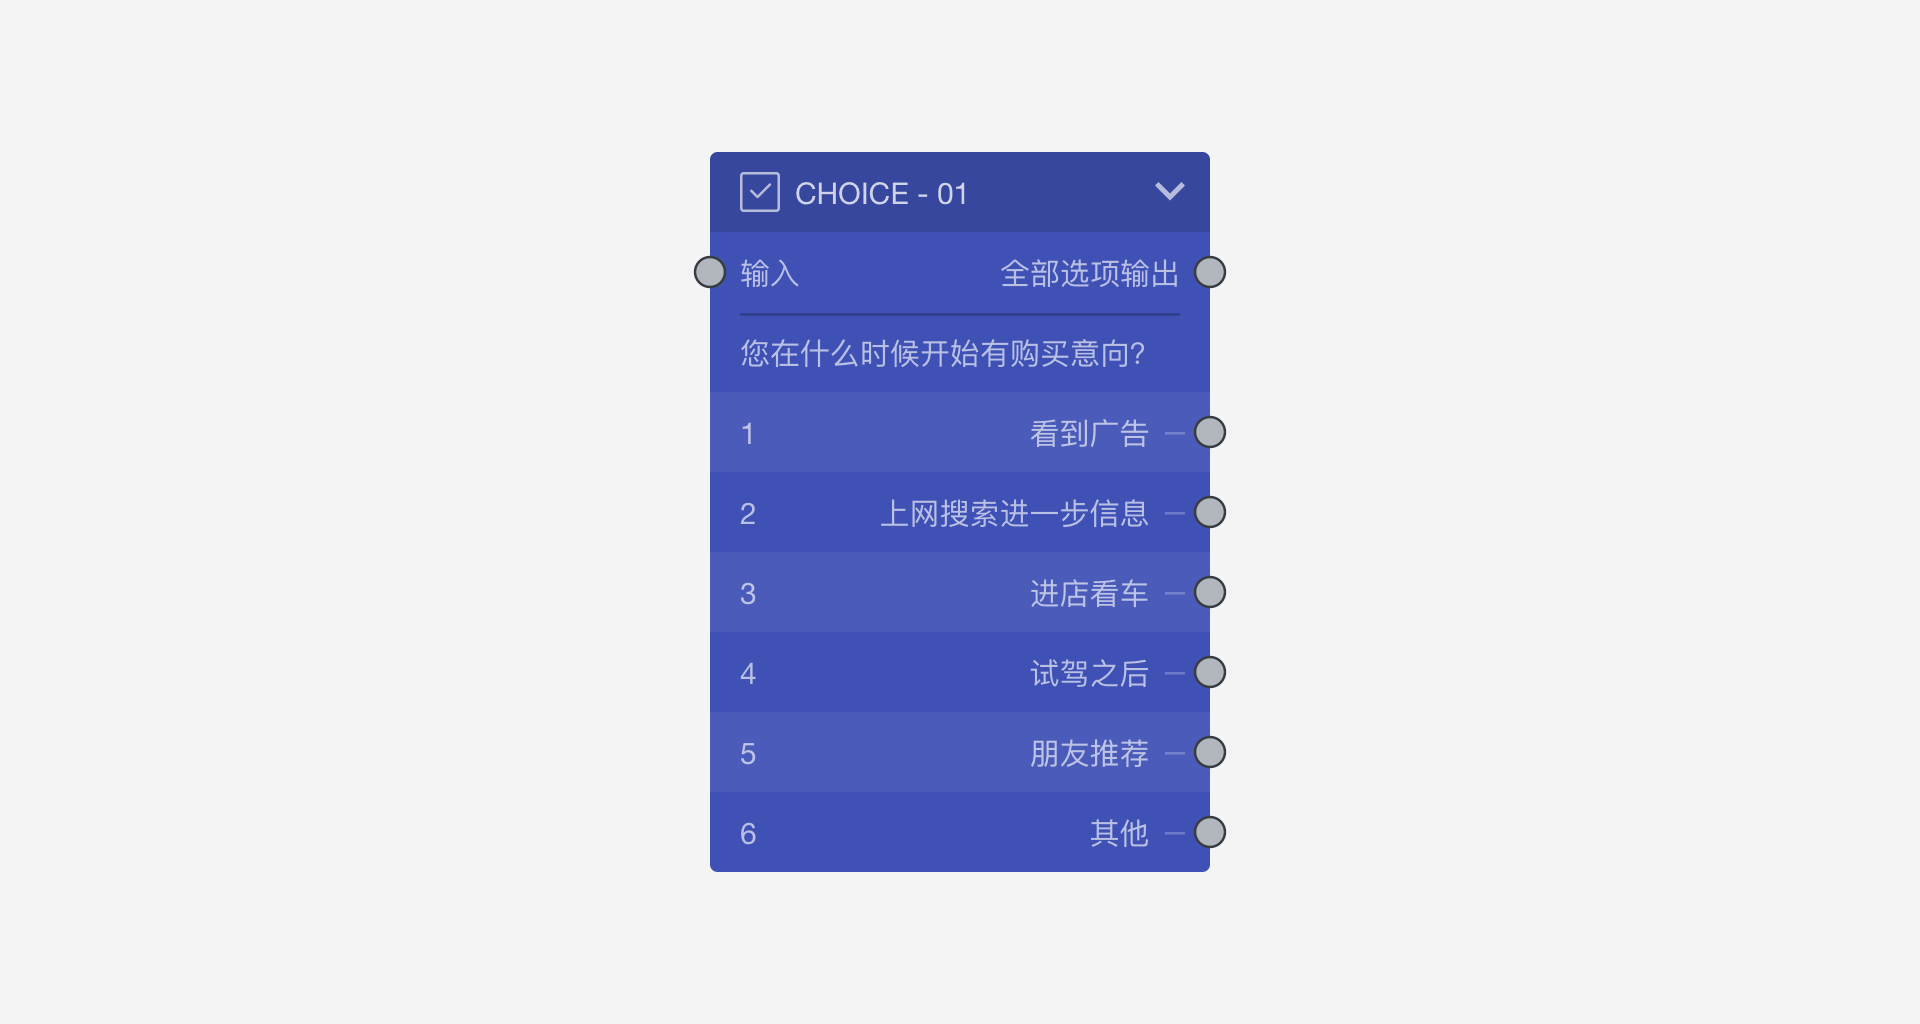 CHOICE - 01
输入 全部选项输出
您在什么时候开始有购买意向?
1 看到广告
2 上网搜索进一步信息
3 进店看车
4 试驾之后
5 朋友推荐
6 其他